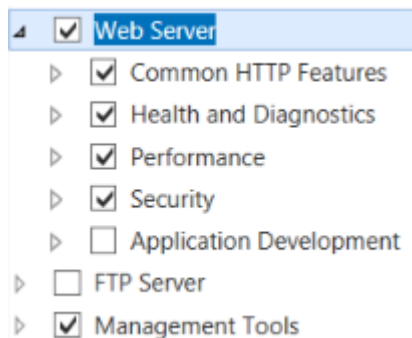 Web Server
Common HTTP Features
Health and Diagnostics
Performance
Security
Application Development
FTP Server
Management Tools